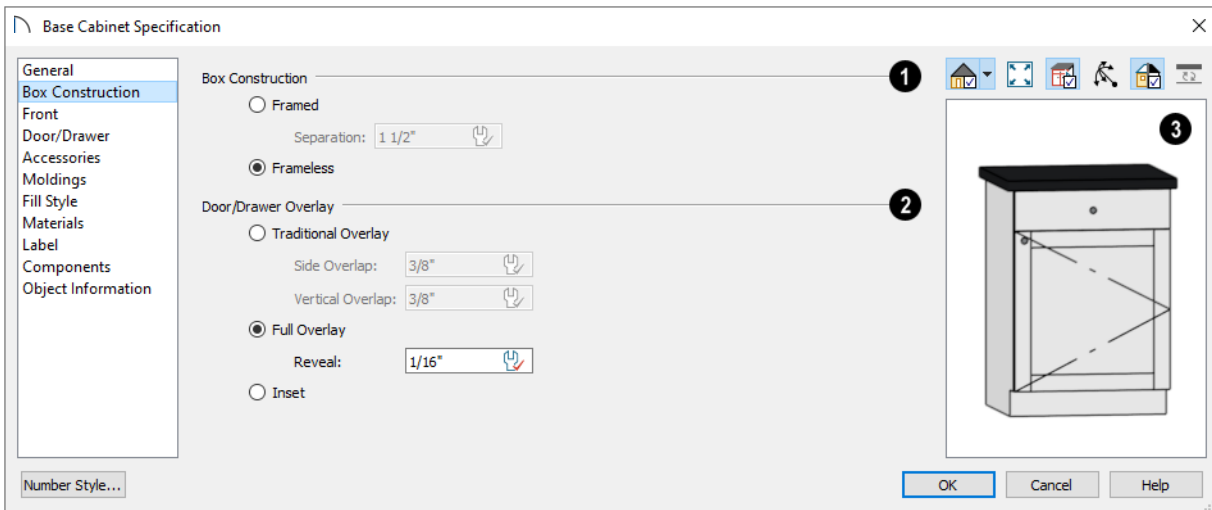 Base Cabinet Specification
General
Box Construction
Front
Door/Drawer
Accessories
Moldings
Fill Style
Materials
Label
Components
Object Information
Box Construction
1
Framed
Separation: 1 1/2"
Frameless
Door/Drawer Overlay
2
Traditional Overlay
Side Overlap: 3/8"
Vertical Overlap: 3/8"
Full Overlay
Reveal: 1/16"
Inset
3
Number Style...
OK
Cancel
Help